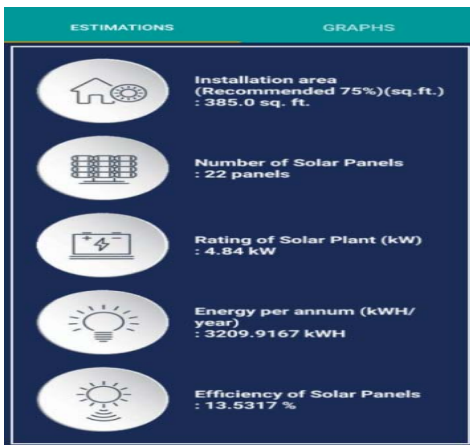 ESTIMATIONS
GRAPHS
Installation area
(Recommended 75%)(sq.ft.)
: 385.0 sq. ft.
Number of Solar Panels
: 22 panels
Rating of Solar Plant (kW)
: 4.84 kW
Energy per annum (kWH/
year)
: 3209.9167 kWH
Efficiency of Solar Panels
: 13.5317 %